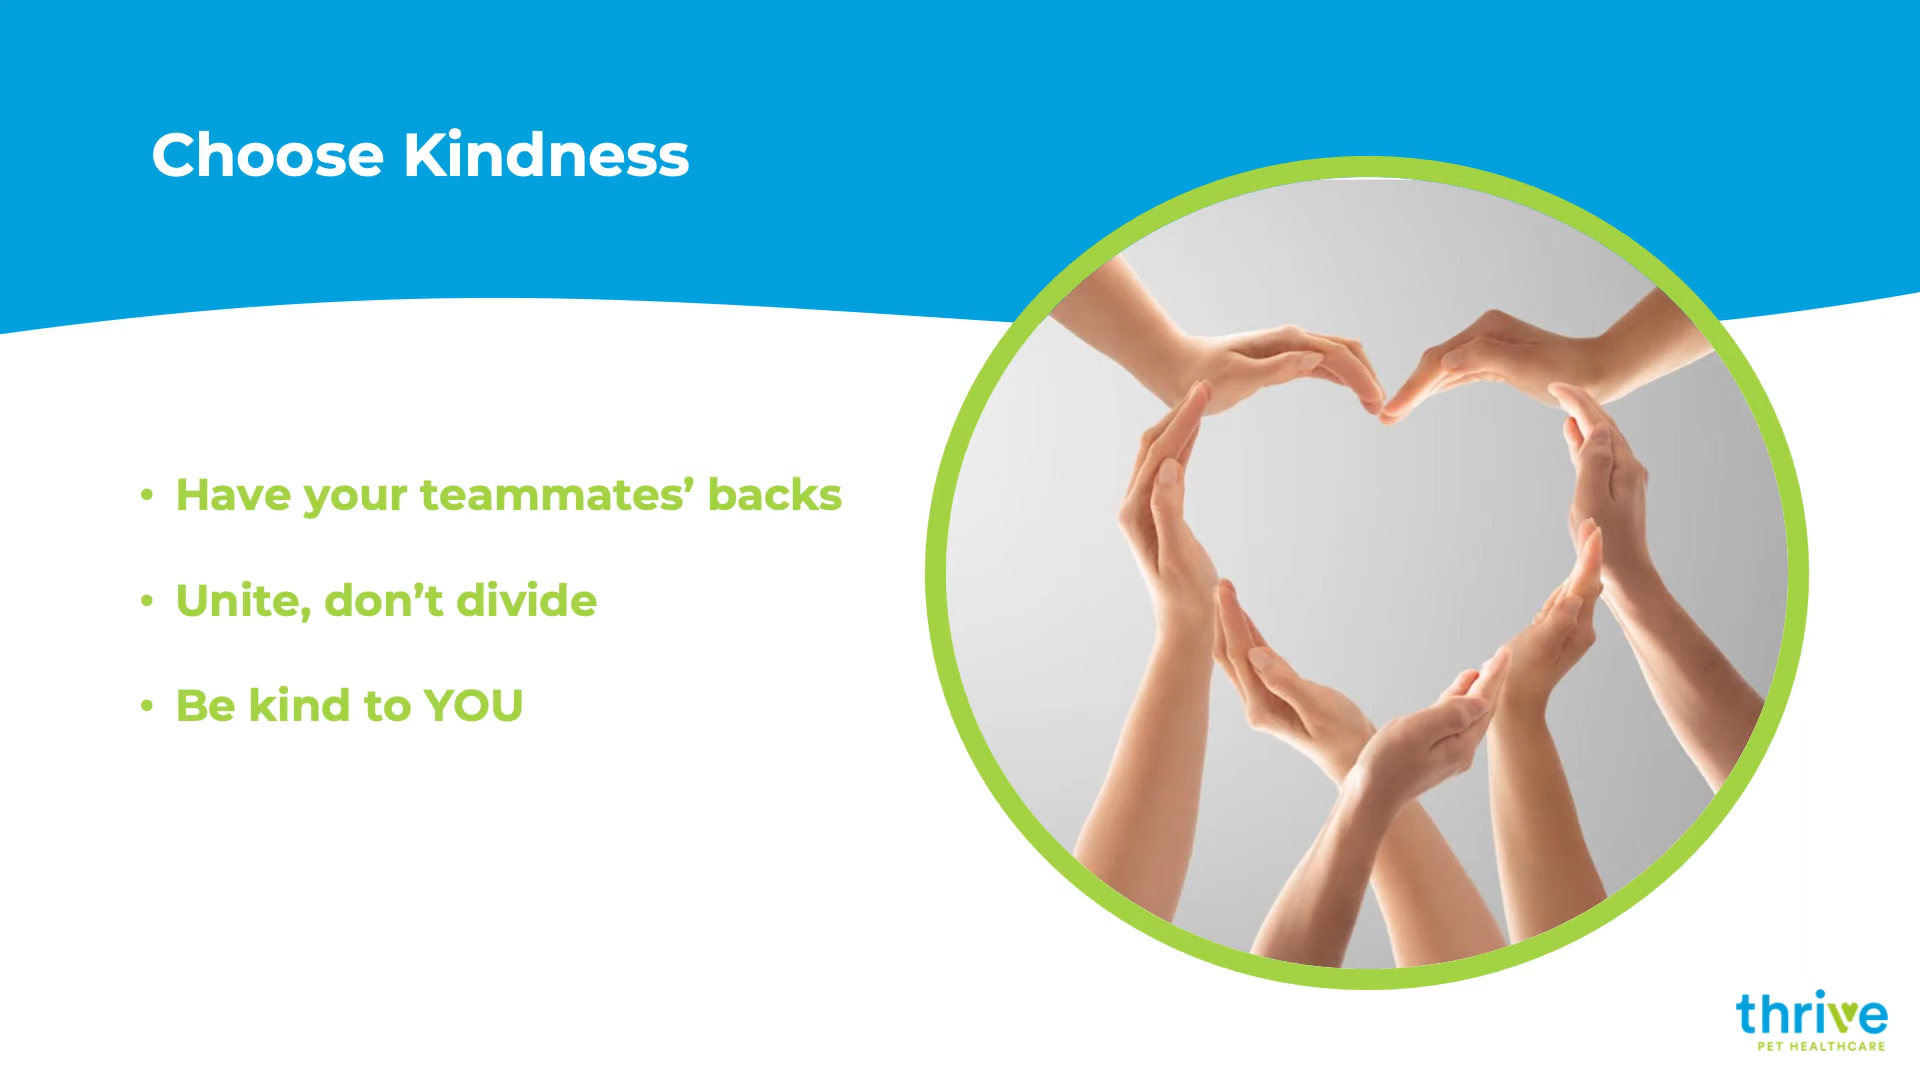 Choose Kindness
• Have your teammates’ backs
• Unite, don’t divide
• Be kind to YOU
thrive
PET HEALTHCARE